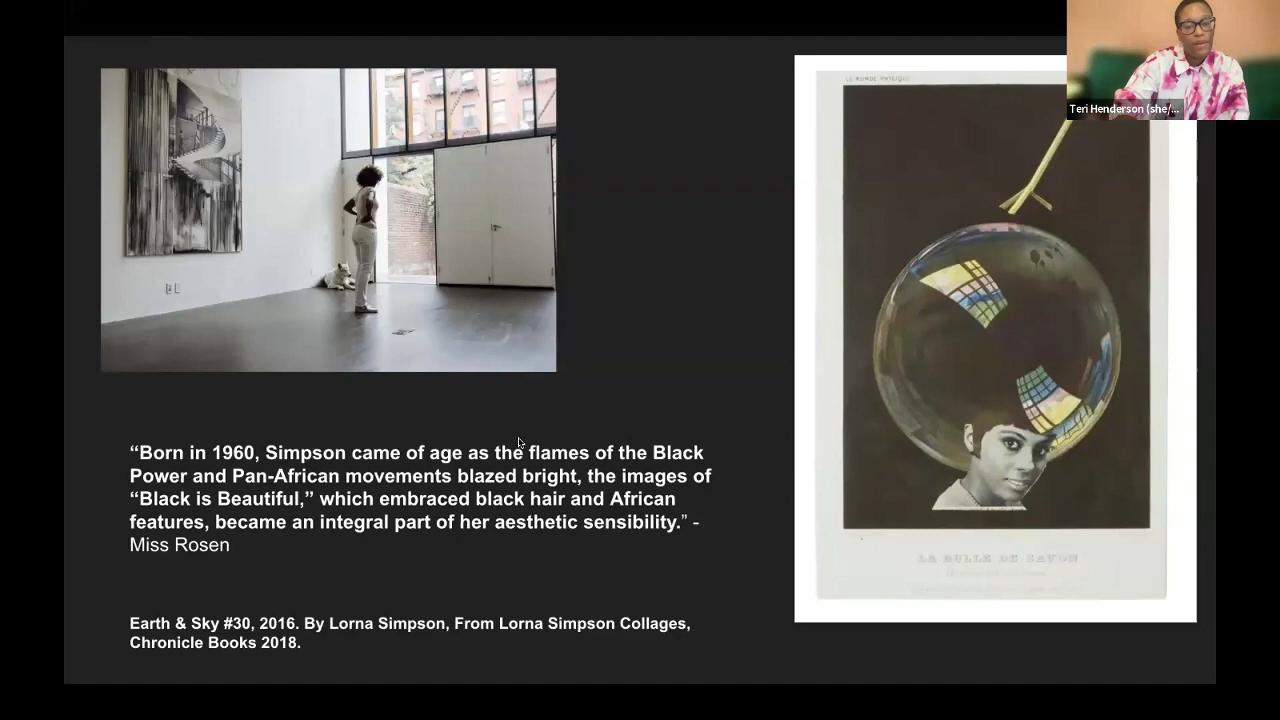 Teri Henderson (she/...
LE MONDE PHYSIQUE
“Born in 1960, Simpson came of age as the flames of the Black
Power and Pan-African movements blazed bright, the images of
“Black is Beautiful,” which embraced black hair and African
features, became an integral part of her aesthetic sensibility.” -
Miss Rosen
LA BULLE DE SAVON
Earth & Sky #30, 2016. By Lorna Simpson, From Lorna Simpson Collages,
Chronicle Books 2018.